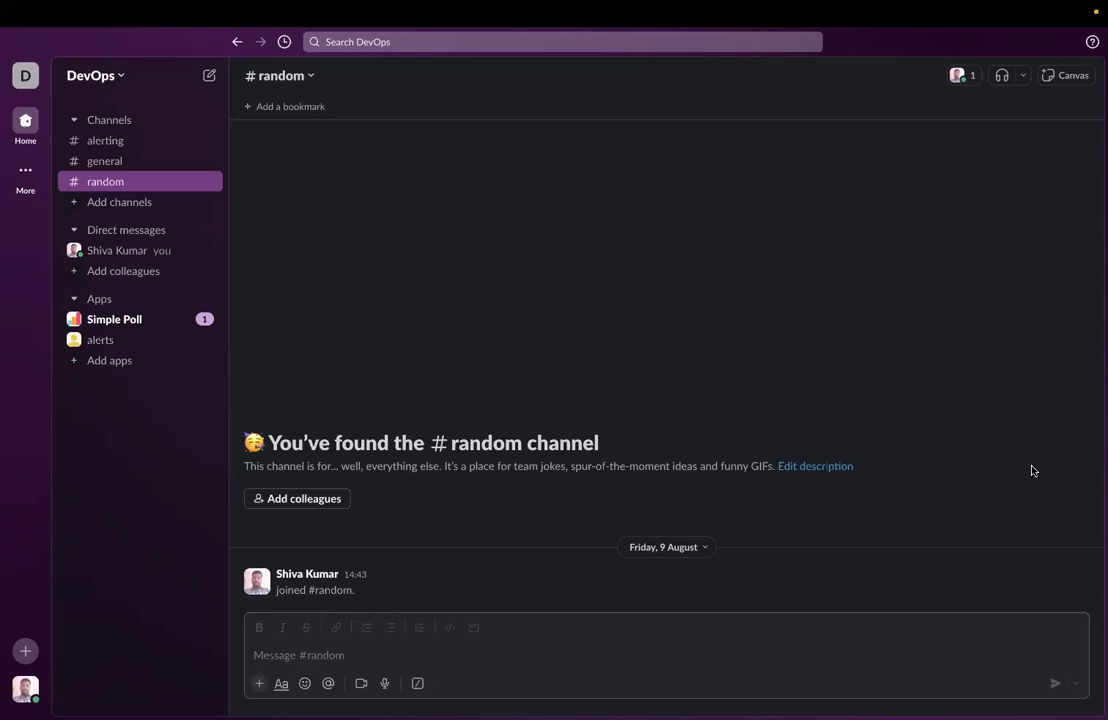 Search DevOps
D
DevOps
Home
More
Channels
# alerting
# general
# random
+ Add channels
Direct messages
Shiva Kumar you
+ Add colleagues
Apps
Simple Poll 1
alerts
+ Add apps
# random
1
Canvas
+ Add a bookmark
🥳 You’ve found the # random channel
This channel is for... well, everything else. It’s a place for team jokes, spur-of-the-moment ideas and funny GIFs. Edit description
Add colleagues
Friday, 9 August
Shiva Kumar 14:43
joined #random.
B I S
Message #random
+ Aa @